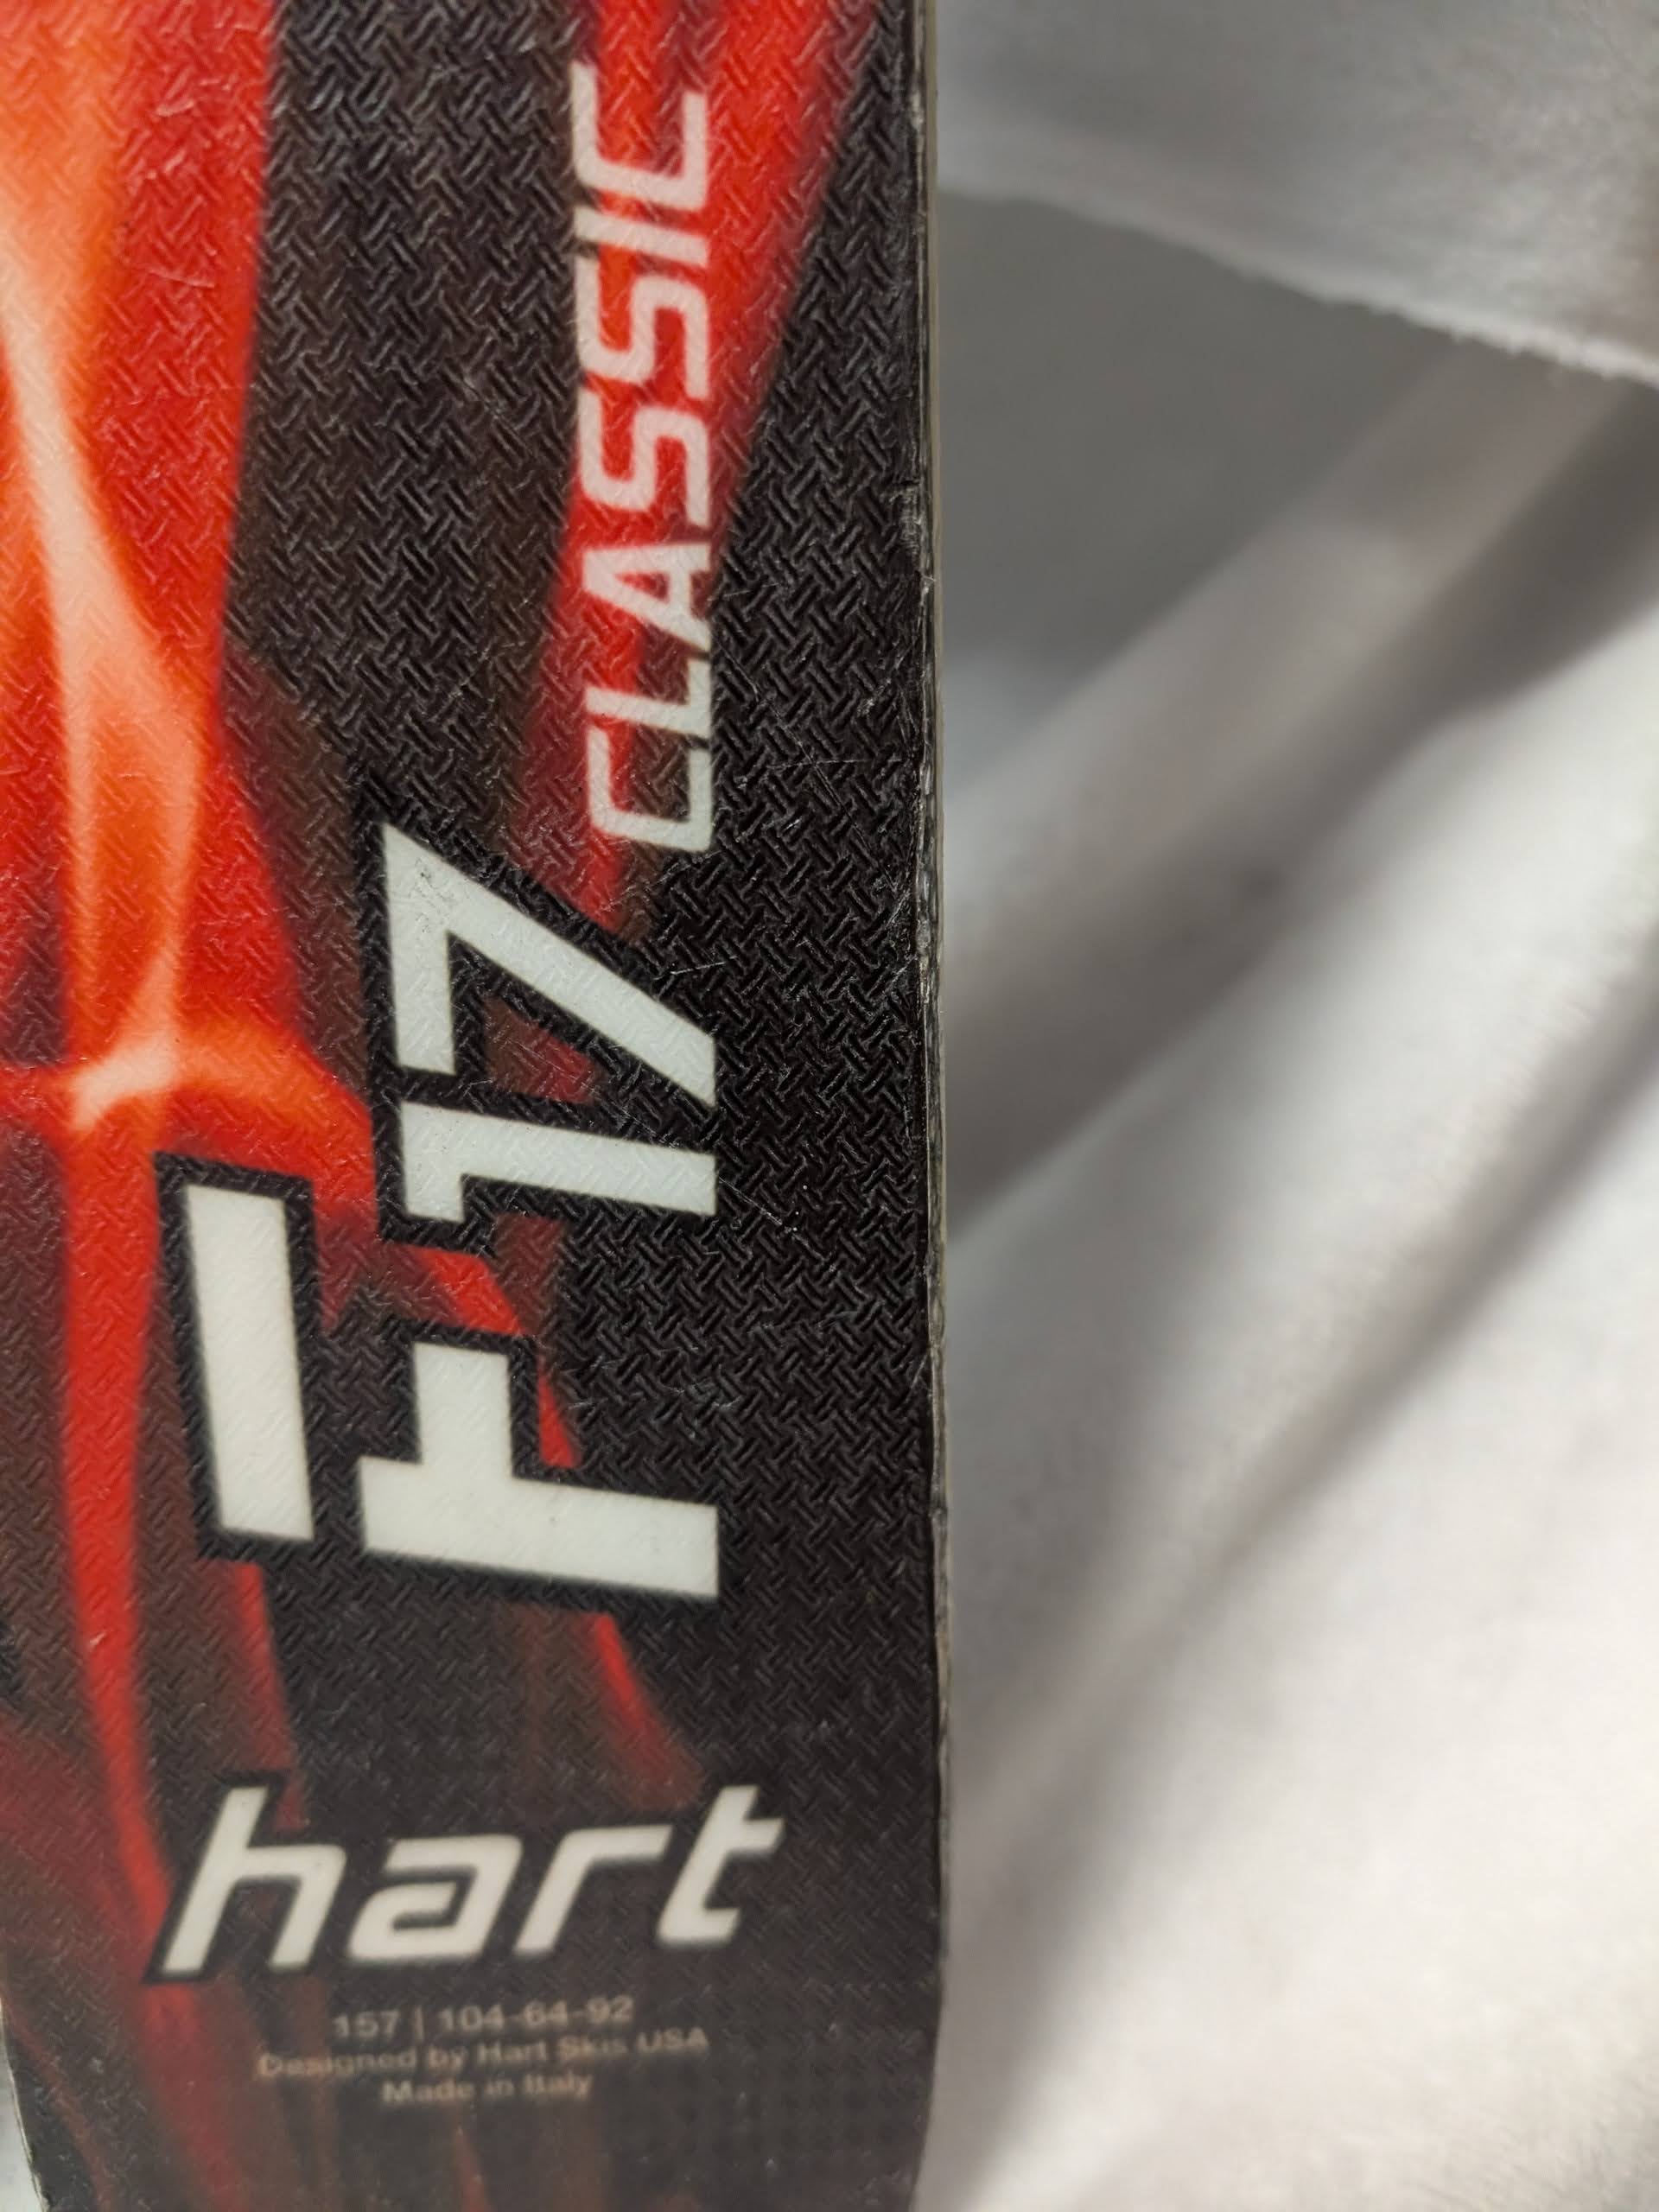 F17 CLASSIC
hart
157 | 104-64-92
Designed by Hart Skis USA
Made in Italy